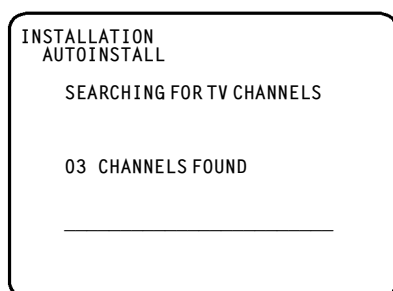 INSTALLATION
AUTOINSTALL
SEARCHING FOR TV CHANNELS
03 CHANNELS FOUND